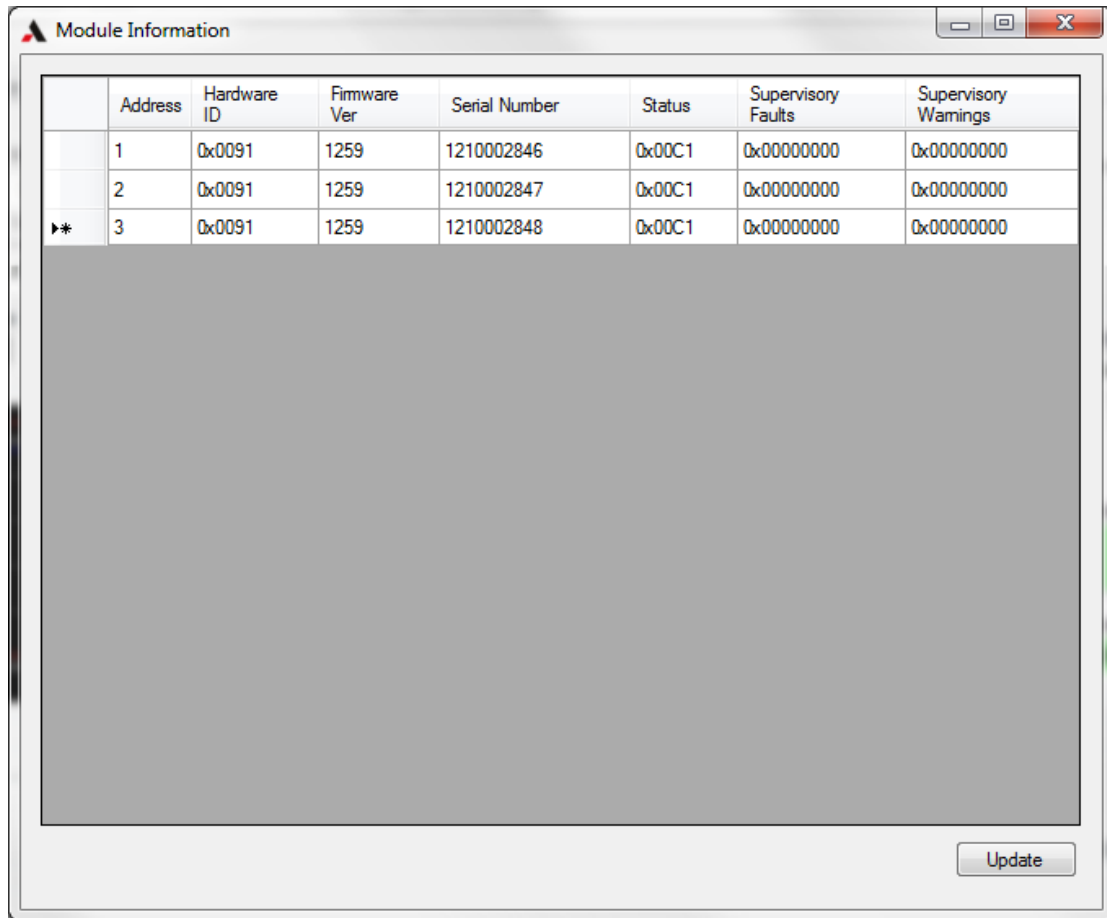 Module Information
Address Hardware ID Firmware Ver Serial Number Status Supervisory Faults Supervisory Warnings
1 0x0091 1259 1210002846 0x00C1 0x00000000 0x00000000
2 0x0091 1259 1210002847 0x00C1 0x00000000 0x00000000
3 0x0091 1259 1210002848 0x00C1 0x00000000 0x00000000
Update